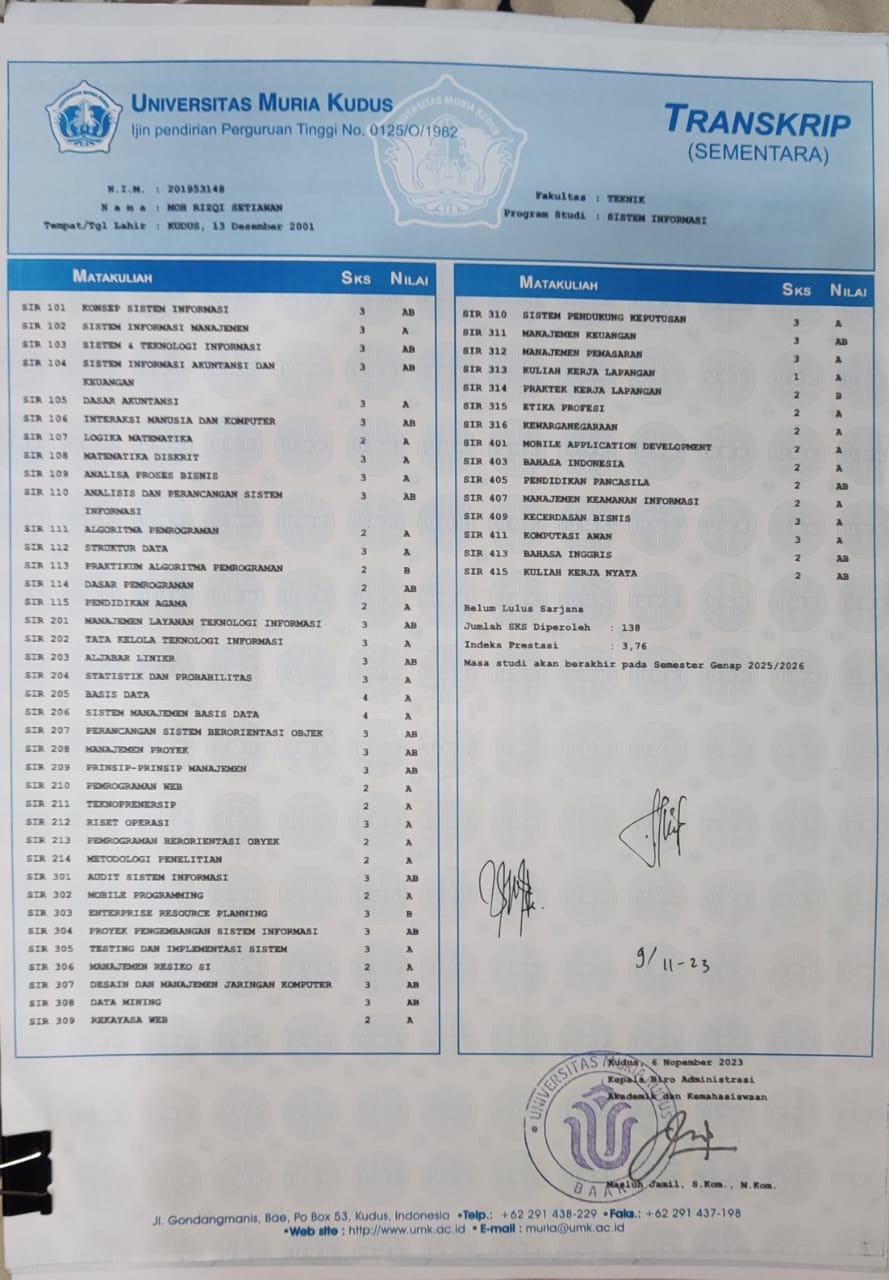 UNIVERSITAS MURIA KUDUS
Ijin pendirian Perguruan Tinggi No. 0125/O/1982
TRANSKRIP
(SEMENTARA)
N.I.M. : 201953148
N a m a : MOH RIZQI SETIAWAN
Tempat/Tgl Lahir : KUDUS, 13 Desember 2001
Fakultas : TEKNIK
Program Studi : SISTEM INFORMASI
MATAKULIAH SKS NILAI
SIR 101 KONSEP SISTEM INFORMASI 3 AB
SIR 102 SISTEM INFORMASI MANAJEMEN 3 A
SIR 103 SISTEM & TEKNOLOGI INFORMASI 3 AB
SIR 104 SISTEM INFORMASI AKUNTANSI DAN 3 AB
KEUANGAN
SIR 105 DASAR AKUNTANSI 3 A
SIR 106 INTERAKSI MANUSIA DAN KOMPUTER 3 AB
SIR 107 LOGIKA MATEMATIKA 2 A
SIR 108 MATEMATIKA DISKRIT 3 A
SIR 109 ANALISA PROSES BISNIS 3 A
SIR 110 ANALISIS DAN PERANCANGAN SISTEM 3 AB
INFORMASI
SIR 111 ALGORITMA PEMROGRAMAN 2 A
SIR 112 STRUKTUR DATA 3 A
SIR 113 PRAKTIKUM ALGORITMA PEMROGRAMAN 2 B
SIR 114 DASAR PEMROGRAMAN 2 AB
SIR 115 PENDIDIKAN AGAMA 2 A
SIR 201 MANAJEMEN LAYANAN TEKNOLOGI INFORMASI 3 AB
SIR 202 TATA KELOLA TEKNOLOGI INFORMASI 3 A
SIR 203 ALJABAR LINIER 3 AB
SIR 204 STATISTIK DAN PROBABILITAS 3 A
SIR 205 BASIS DATA 4 A
SIR 206 SISTEM MANAJEMEN BASIS DATA 4 A
SIR 207 PERANCANGAN SISTEM BERORIENTASI OBJEK 3 AB
SIR 208 MANAJEMEN PROYEK 3 AB
SIR 209 PRINSIP-PRINSIP MANAJEMEN 3 AB
SIR 210 PEMROGRAMAN WEB 2 A
SIR 211 TEKNOPRENERSIP 2 A
SIR 212 RISET OPERASI 3 A
SIR 213 PEMROGRAMAN BERORIENTASI OBYEK 2 A
SIR 214 METODOLOGI PENELITIAN 2 A
SIR 301 AUDIT SISTEM INFORMASI 3 AB
SIR 302 MOBILE PROGRAMMING 2 A
SIR 303 ENTERPRISE RESOURCE PLANNING 3 B
SIR 304 PROYEK PENGEMBANGAN SISTEM INFORMASI 3 AB
SIR 305 TESTING DAN IMPLEMENTASI SISTEM 3 A
SIR 306 MANAJEMEN RESIKO SI 2 A
SIR 307 DESAIN DAN MANAJEMEN JARINGAN KOMPUTER 3 AB
SIR 308 DATA MINING 3 AB
SIR 309 REKAYASA WEB 2 A
MATAKULIAH SKS NILAI
SIR 310 SISTEM PENDUKUNG KEPUTUSAN 3 A
SIR 311 MANAJEMEN KEUANGAN 3 AB
SIR 312 MANAJEMEN PEMASARAN 3 A
SIR 313 KULIAH KERJA LAPANGAN 1 A
SIR 314 PRAKTEK KERJA LAPANGAN 2 B
SIR 315 ETIKA PROFESI 2 A
SIR 316 KEWARGANEGARAAN 2 A
SIR 401 MOBILE APPLICATION DEVELOPMENT 2 A
SIR 403 BAHASA INDONESIA 2 A
SIR 405 PENDIDIKAN PANCASILA 2 AB
SIR 407 MANAJEMEN KEAMANAN INFORMASI 2 A
SIR 409 KECERDASAN BISNIS 3 A
SIR 411 KOMPUTASI AWAN 3 A
SIR 413 BAHASA INGGRIS 2 AB
SIR 415 KULIAH KERJA NYATA 2 AB
Belum Lulus Sarjana
Jumlah SKS Diperoleh : 138
Indeks Prestasi : 3,76
Masa studi akan berakhir pada Semester Genap 2025/2026
9/11-23
Kudus, 6 Nopember 2023
Kepala Biro Administrasi
Akademik dan Kemahasiswaan
UNIVERSITAS MURIA KUDUS
BAAK
Masluh Jamil, S.Kom., M.Kom.
Jl. Gondangmanis, Bae, Po Box 53, Kudus, Indonesia •Telp.: +62 291 438-229 •Faks.: +62 291 437-198
•Web site : http://www.umk.ac.id • E-mail : muria@umk.ac.id